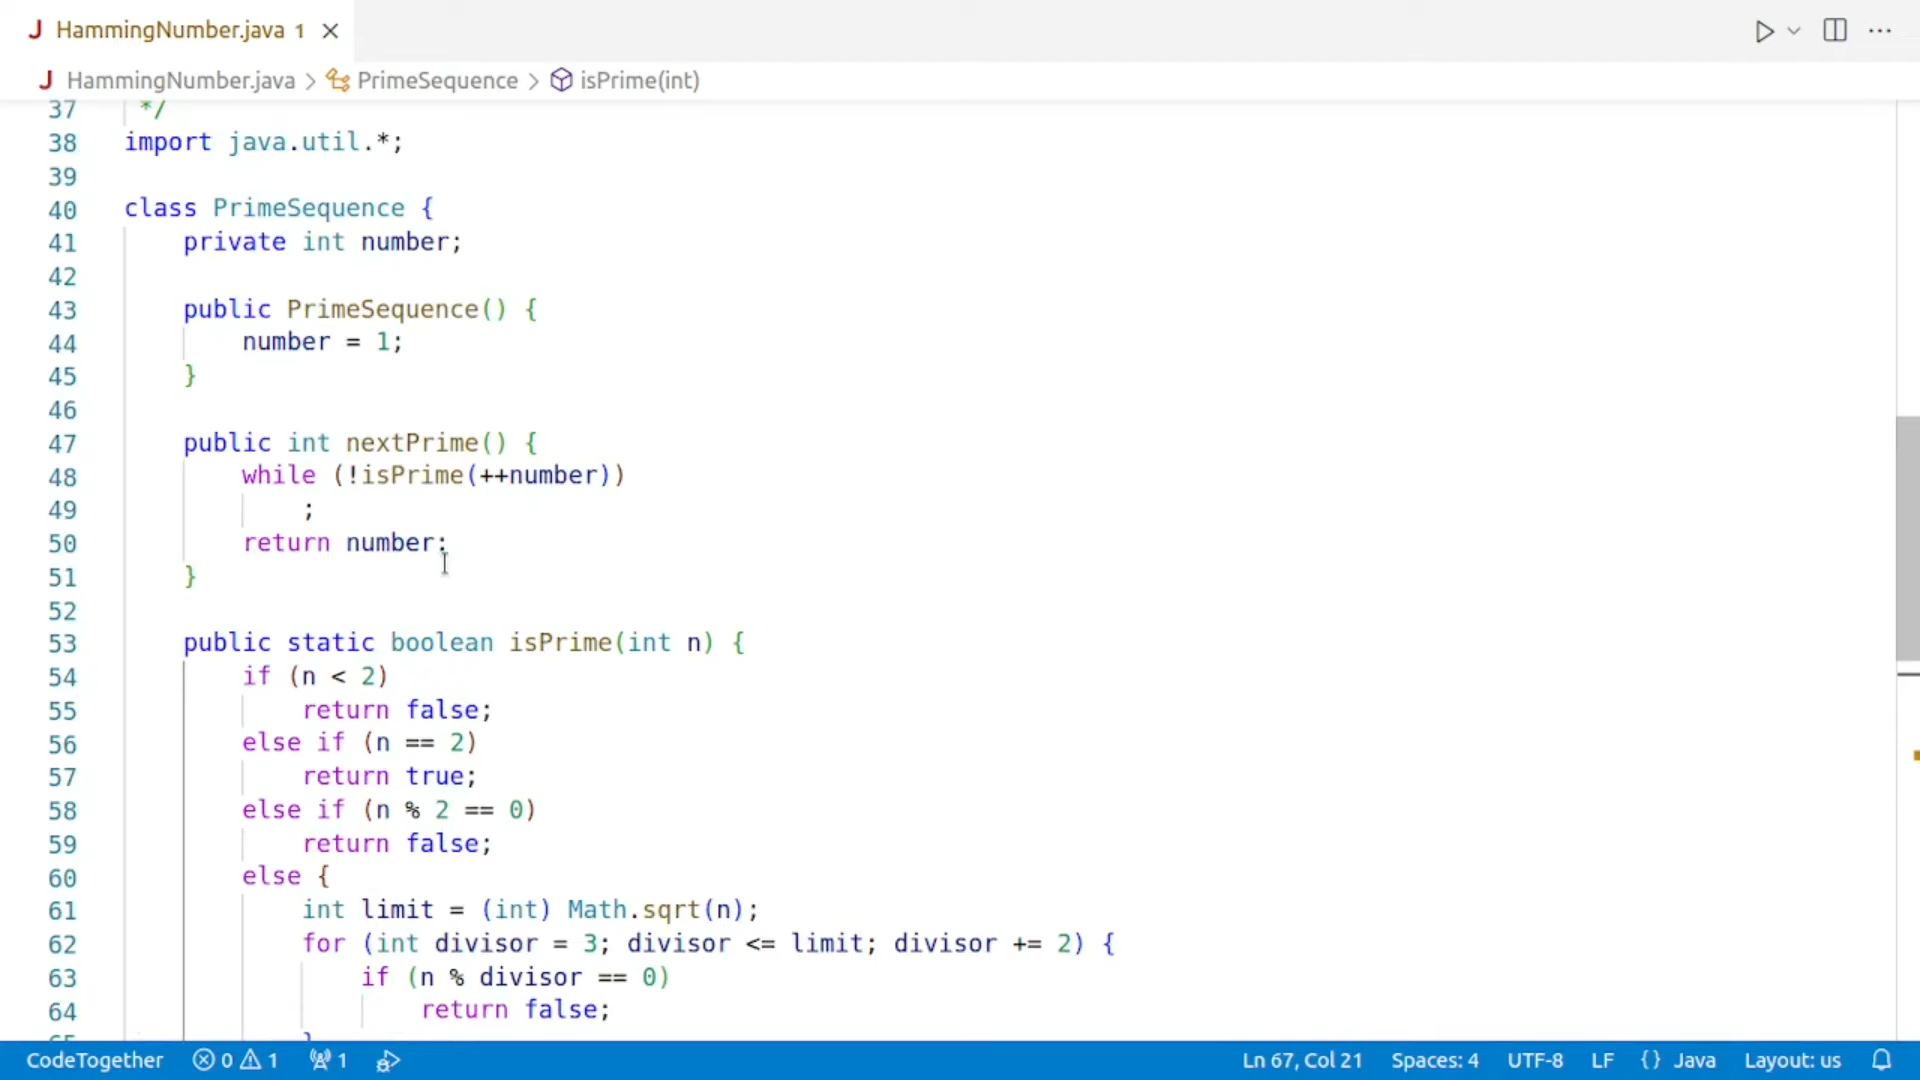 J HammingNumber.java 1
J HammingNumber.java > PrimeSequence > isPrime(int)
37 */
38 import java.util.*;
39
40 class PrimeSequence {
41 private int number;
42
43 public PrimeSequence() {
44 number = 1;
45 }
46
47 public int nextPrime() {
48 while (!isPrime(++number))
49 ;
50 return number;
51 }
52
53 public static boolean isPrime(int n) {
54 if (n < 2)
55 return false;
56 else if (n == 2)
57 return true;
58 else if (n % 2 == 0)
59 return false;
60 else {
61 int limit = (int) Math.sqrt(n);
62 for (int divisor = 3; divisor <= limit; divisor += 2) {
63 if (n % divisor == 0)
64 return false;
65 }
CodeTogether 0 1 1 Ln 67, Col 21 Spaces: 4 UTF-8 LF {} Java Layout: us